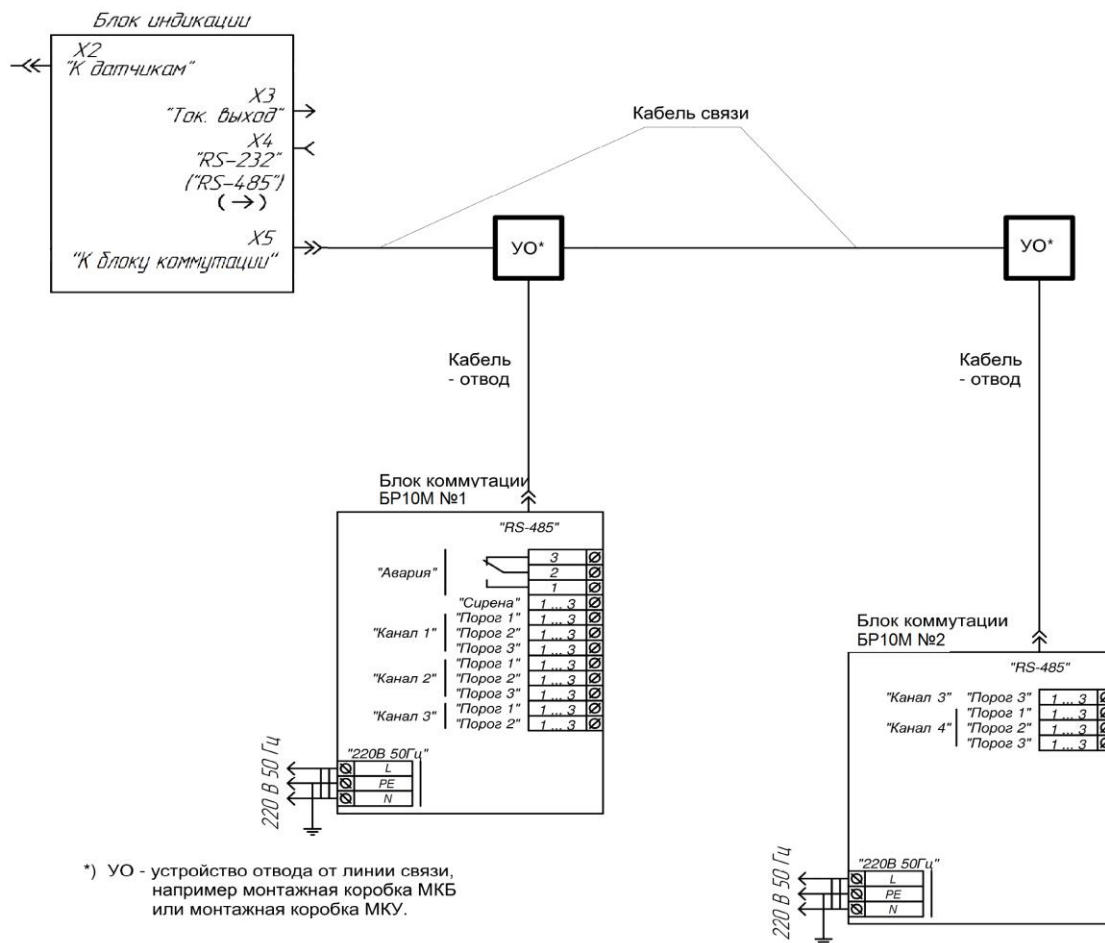 Блок индикации
X2
"К датчикам"
X3
"Ток. выход"
X4
"RS-232"
("RS-485")
(→)
X5
"К блоку коммутации"
Кабель связи
УО*
УО*
Кабель
- отвод
Кабель
- отвод
Блок коммутации
БР10М №1
"RS-485"
"Авария"
3
2
1
"Сирена" 1 ... 3
"Канал 1"
"Порог 1" 1 ... 3
"Порог 2" 1 ... 3
"Порог 3" 1 ... 3
"Канал 2"
"Порог 1" 1 ... 3
"Порог 2" 1 ... 3
"Порог 3" 1 ... 3
"Канал 3"
"Порог 1" 1 ... 3
"Порог 2" 1 ... 3
"220В 50Гц"
L
PE
N
220 В 50 Гц
Блок коммутации
БР10М №2
"RS-485"
"Канал 3" "Порог 3" 1 ... 3
"Канал 4"
"Порог 1" 1 ... 3
"Порог 2" 1 ... 3
"Порог 3" 1 ... 3
"220В 50Гц"
L
PE
N
220 В 50 Гц
*) УО - устройство отвода от линии связи,
например монтажная коробка МКБ
или монтажная коробка МКУ.